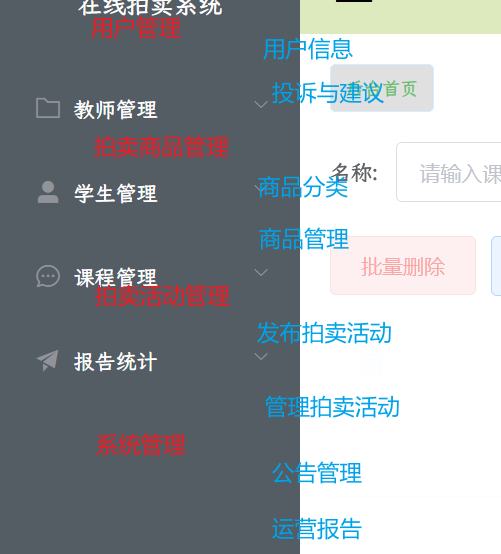 在线拍卖系统
用户管理
用户信息
投诉与建议
首页
教师管理
拍卖商品管理
名称:
请输入课
学生管理
商品分类
商品管理
批量删除
课程管理
拍卖活动管理
发布拍卖活动
报告统计
管理拍卖活动
系统管理
公告管理
运营报告